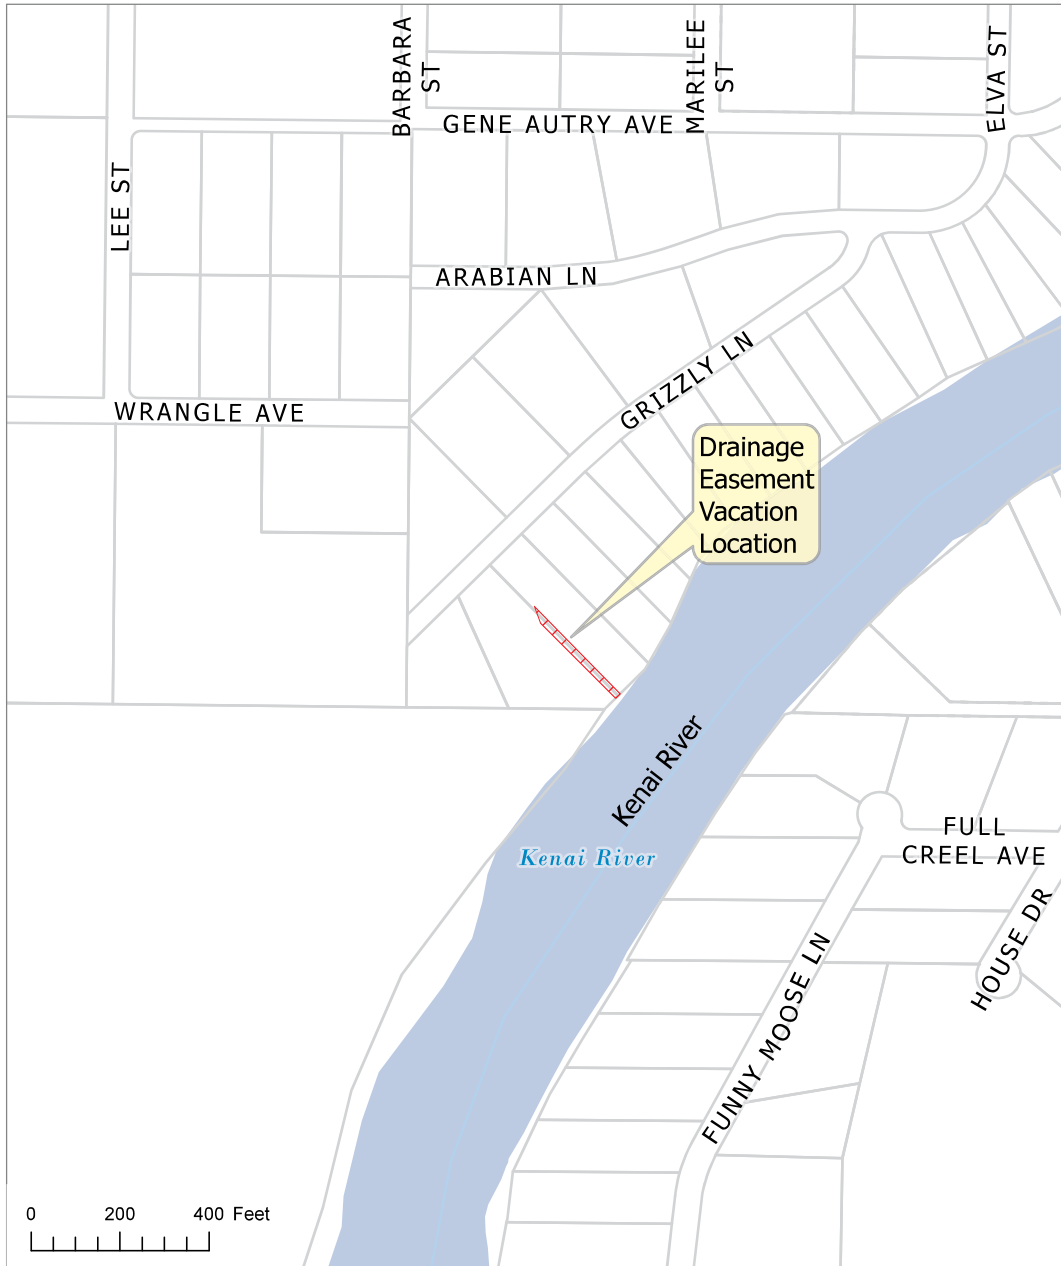 BARBARA
ST
MARILEE
ST
ELVA ST
GENE AUTRY AVE
LEE ST
ARABIAN LN
GRIZZLY LN
WRANGLE AVE
Drainage
Easement
Vacation
Location
Kenai River
Kenai River
FULL
CREEL AVE
HOUSE DR
FUNNY MOOSE LN
0 200 400 Feet